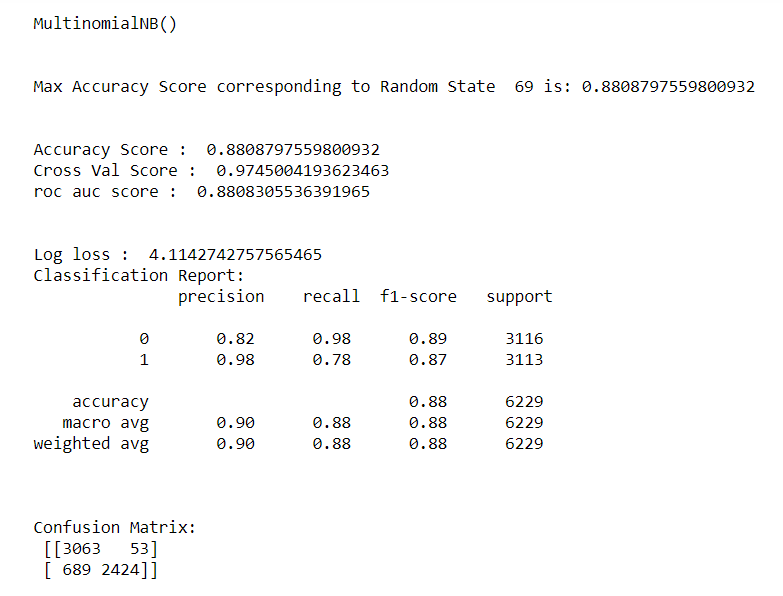 MultinomialNB()
Max Accuracy Score corresponding to Random State  69 is: 0.8808797559800932
Accuracy Score :  0.8808797559800932
Cross Val Score :  0.9745004193623463
roc auc score :  0.8808305536391965
Log loss :  4.1142742757565465
Classification Report:
               precision    recall  f1-score   support
           0       0.82      0.98      0.89      3116
           1       0.98      0.78      0.87      3113
    accuracy                           0.88      6229
   macro avg       0.90      0.88      0.88      6229
weighted avg       0.90      0.88      0.88      6229
Confusion Matrix:
 [[3063   53]
 [ 689 2424]]